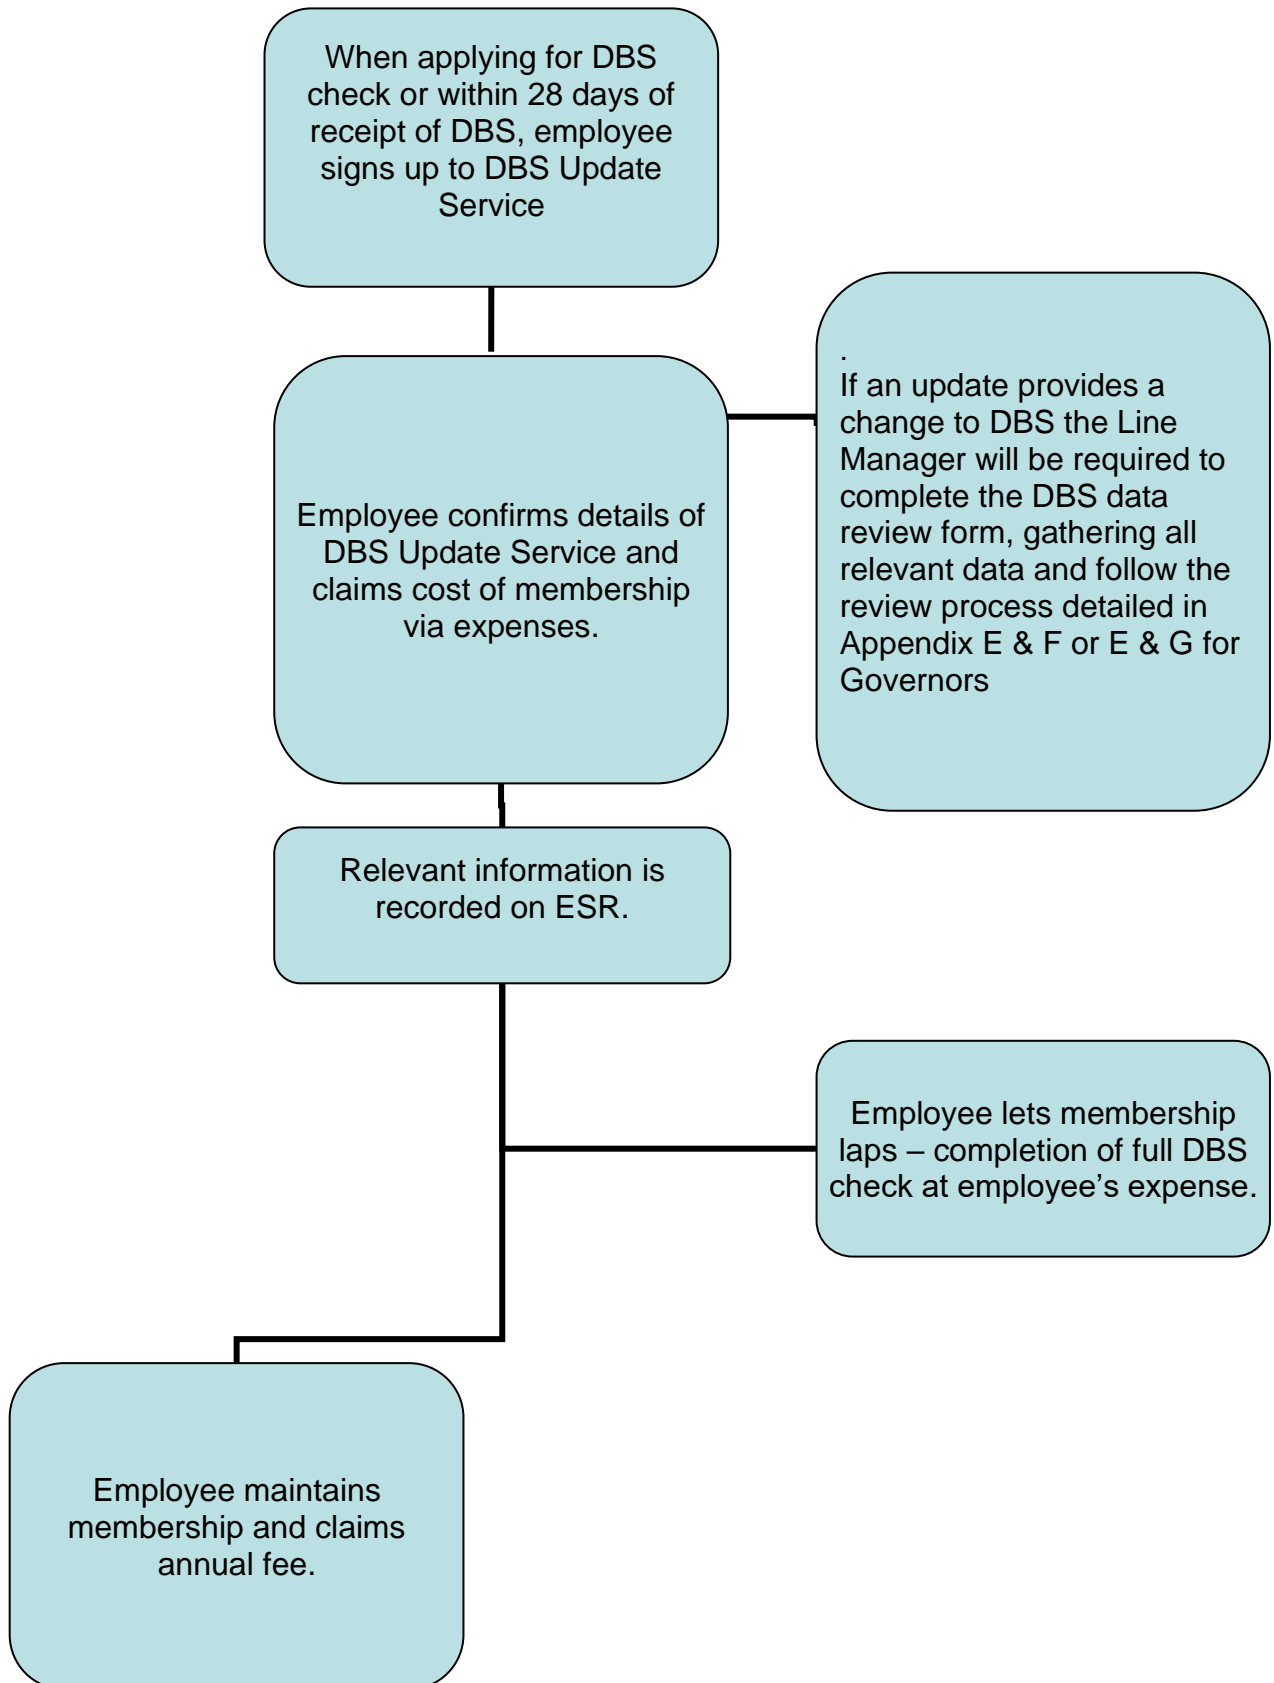 When applying for DBS
check or within 28 days of
receipt of DBS, employee
signs up to DBS Update
Service
.
If an update provides a
change to DBS the Line
Manager will be required to
complete the DBS data
review form, gathering all
relevant data and follow the
review process detailed in
Appendix E & F or E & G for
Governors
Employee confirms details of
DBS Update Service and
claims cost of membership
via expenses.
Relevant information is
recorded on ESR.
Employee lets membership
laps – completion of full DBS
check at employee’s expense.
Employee maintains
membership and claims
annual fee.